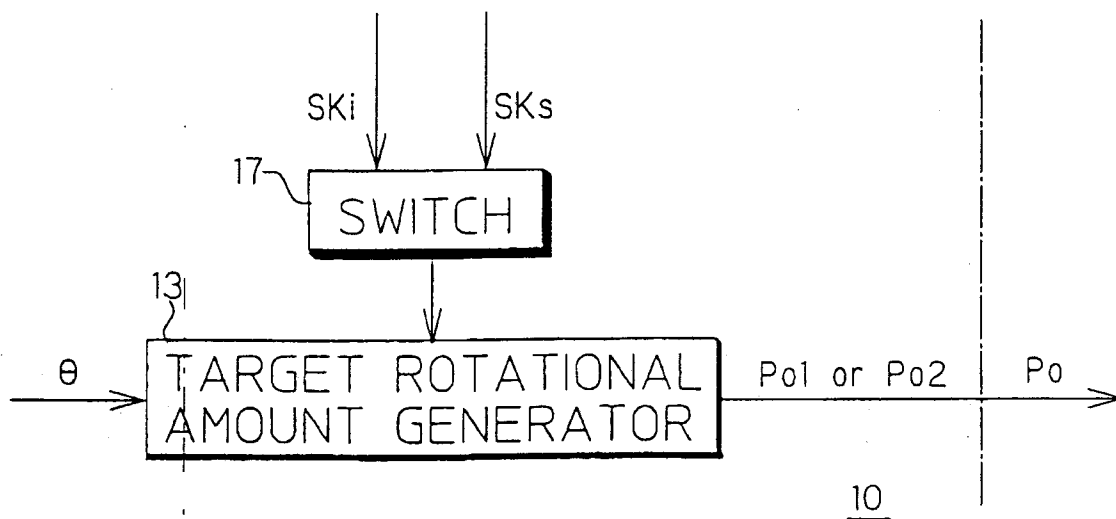 SKi
SKs
17
SWITCH
13
θ
TARGET ROTATIONAL
AMOUNT GENERATOR
Po1 or Po2
Po
10